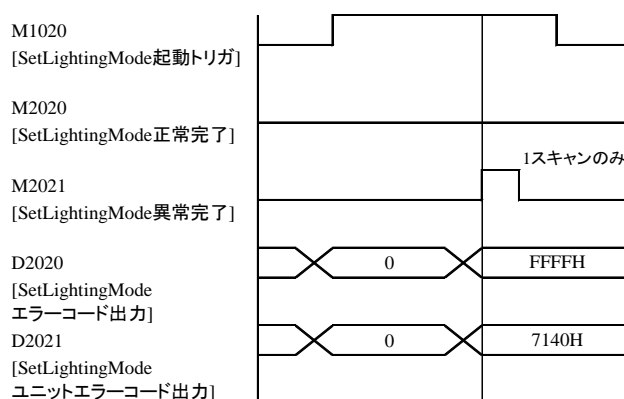 M1020
[SetLightingMode起動トリガ]
M2020
[SetLightingMode正常完了]
1スキャンのみ
M2021
[SetLightingMode異常完了]
D2020
0
FFFFH
[SetLightingMode
エラーコード出力]
D2021
0
7140H
[SetLightingMode
ユニットエラーコード出力]